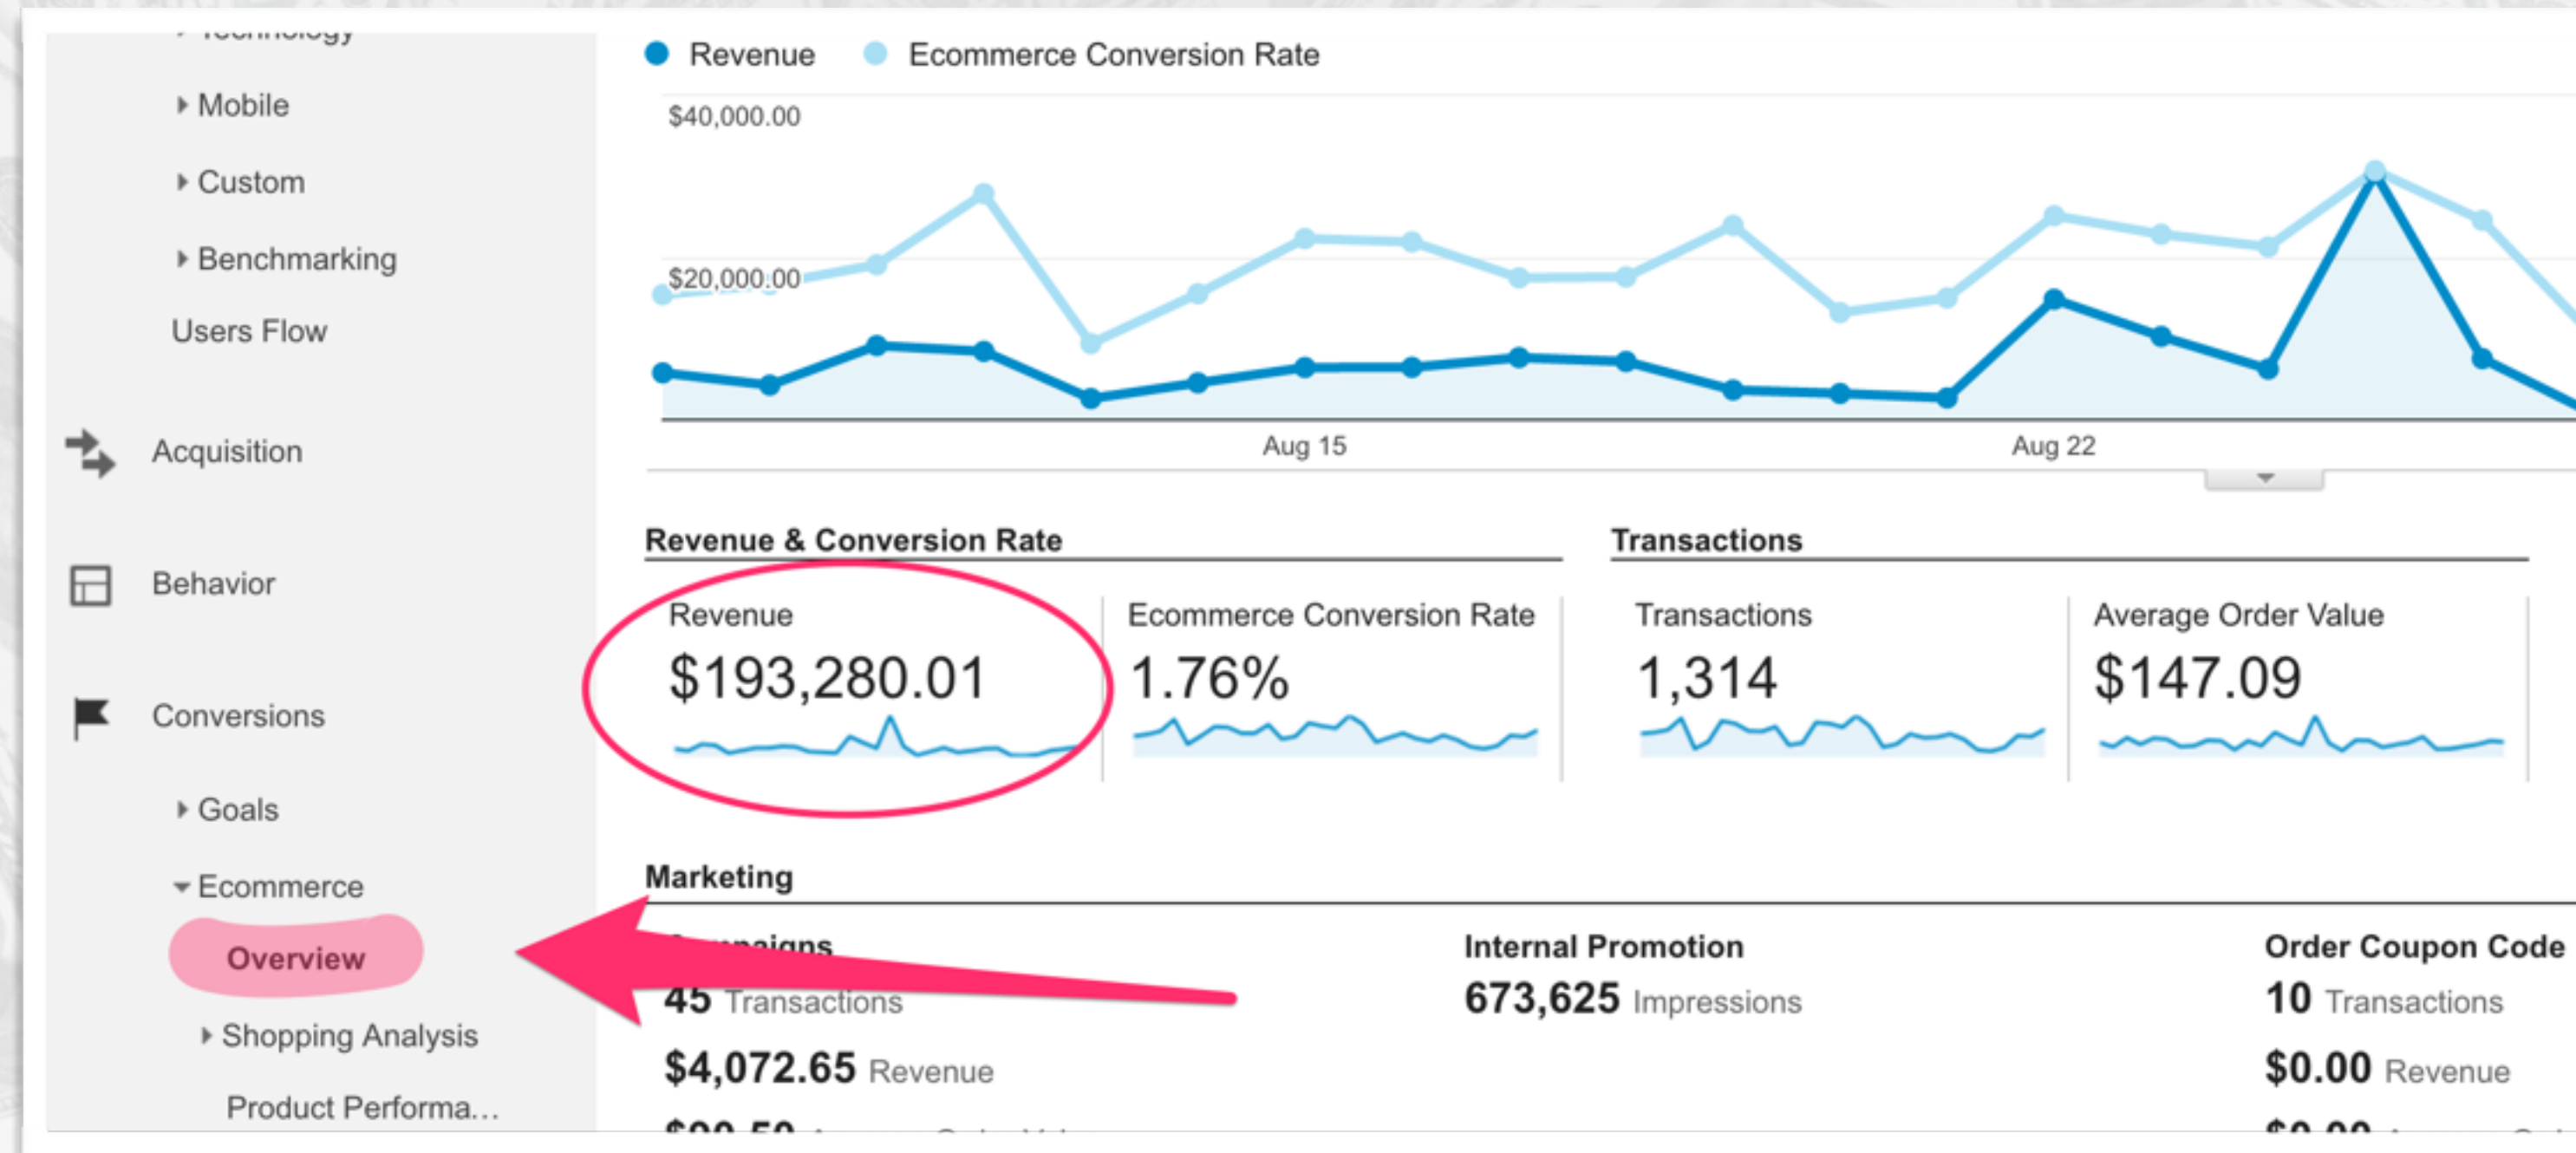 Technology
Mobile
Custom
Benchmarking
Users Flow
Acquisition
Behavior
Conversions
Goals
Ecommerce
Overview
Shopping Analysis
Product Performa...
Revenue Ecommerce Conversion Rate
$40,000.00
$20,000.00
Aug 15 Aug 22
Revenue & Conversion Rate
Revenue
$193,280.01
Ecommerce Conversion Rate
1.76%
Transactions
Transactions
1,314
Average Order Value
$147.09
Marketing
Campaigns
45 Transactions
$4,072.65 Revenue
Internal Promotion
673,625 Impressions
Order Coupon Code
10 Transactions
$0.00 Revenue